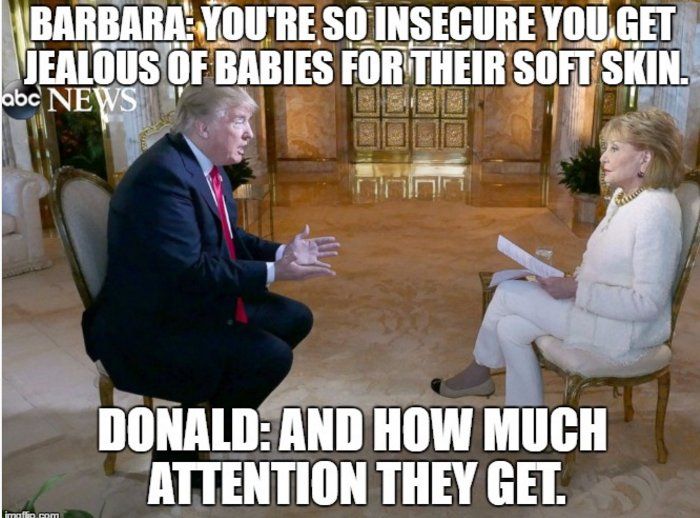 BARBARA: YOU'RE SO INSECURE YOU GET
JEALOUS OF BABIES FOR THEIR SOFT SKIN.
abc NEWS
DONALD: AND HOW MUCH
ATTENTION THEY GET.
imgflip.com